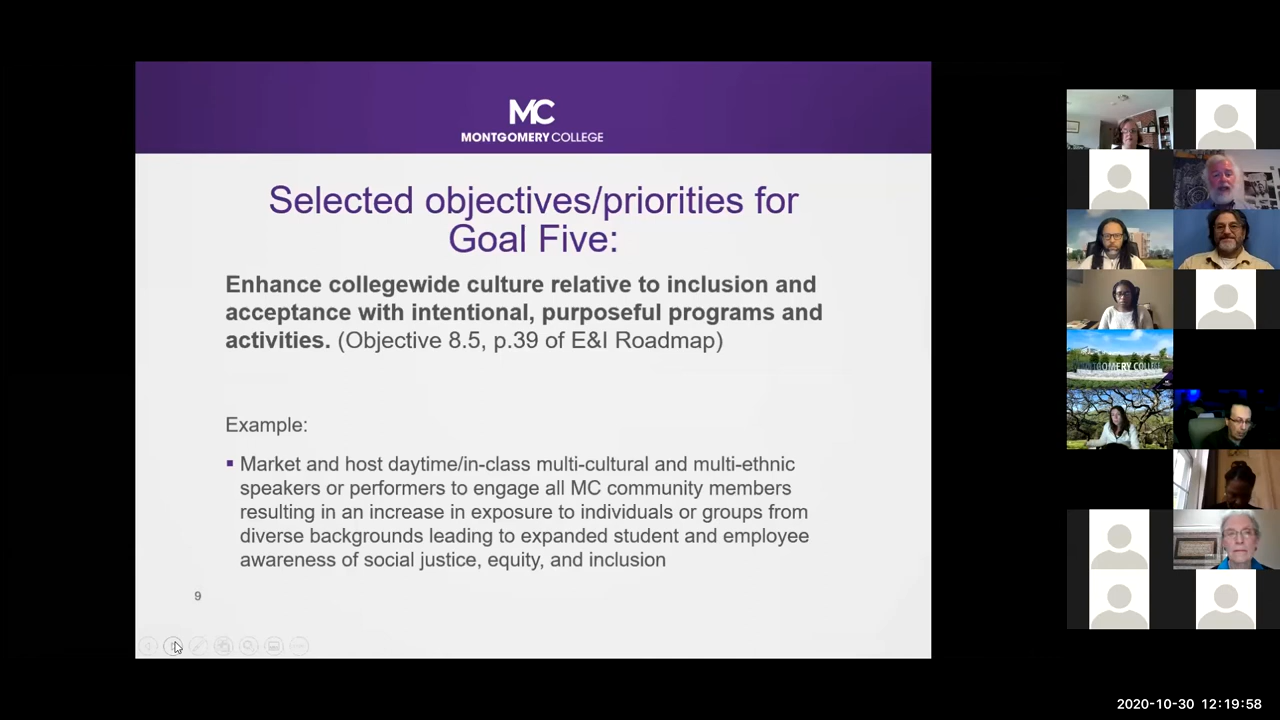 MC
MONTGOMERY COLLEGE
Selected objectives/priorities for
Goal Five:
Enhance collegewide culture relative to inclusion and
acceptance with intentional, purposeful programs and
activities. (Objective 8.5, p.39 of E&I Roadmap)
Example:
▪ Market and host daytime/in-class multi-cultural and multi-ethnic
speakers or performers to engage all MC community members
resulting in an increase in exposure to individuals or groups from
diverse backgrounds leading to expanded student and employee
awareness of social justice, equity, and inclusion
9
2020-10-30 12:19:58